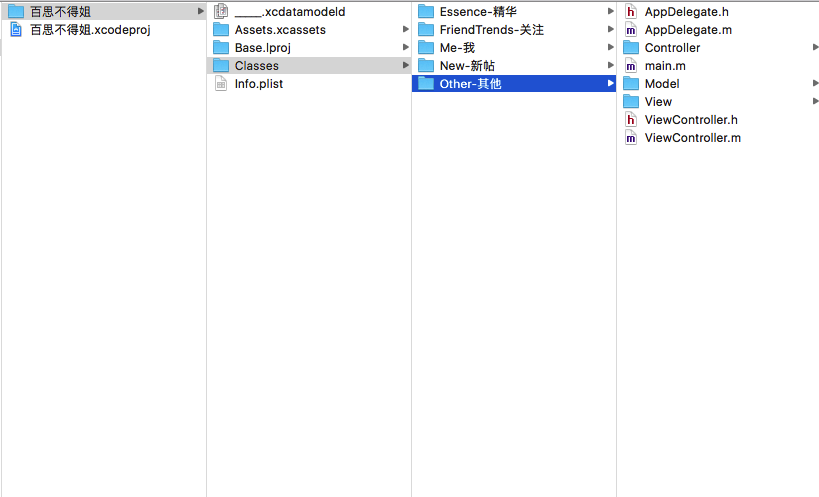 百思不得姐
百思不得姐.xcodeproj
_____.xcdatamodeld
Assets.xcassets
Base.lproj
Classes
Info.plist
Essence-精华
FriendTrends-关注
Me-我
New-新帖
Other-其他
AppDelegate.h
AppDelegate.m
Controller
main.m
Model
View
ViewController.h
ViewController.m